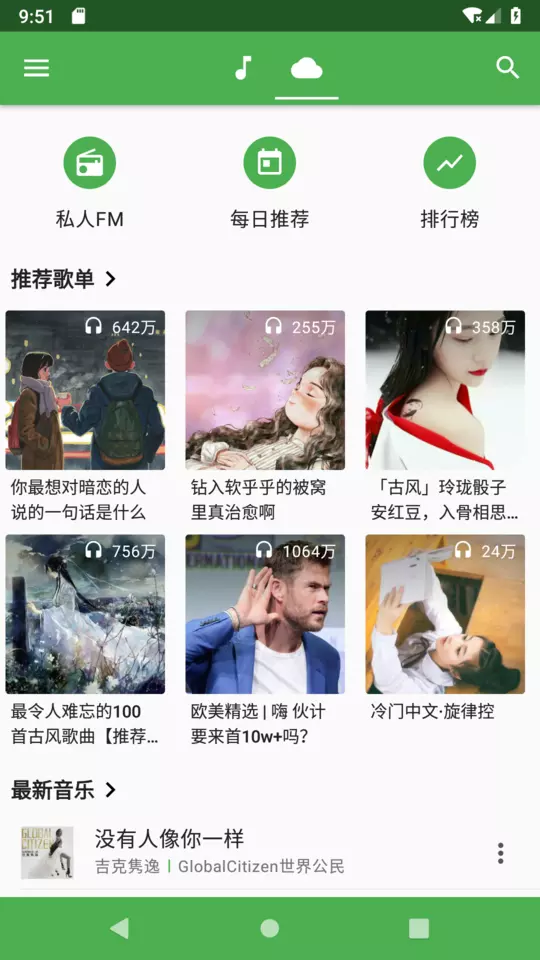 9:51
私人FM
每日推荐
排行榜
推荐歌单
642万
255万
358万
你最想对暗恋的人
说的一句话是什么
钻入软乎乎的被窝
里真治愈啊
「古风」玲珑骰子
安红豆，入骨相思...
756万
1064万
24万
最令人难忘的100
首古风歌曲【推荐...
欧美精选 | 嗨 伙计
要来首10w+吗?
冷门中文·旋律控
最新音乐
GLOBAL
CITIZEN
没有人像你一样
吉克隽逸 | GlobalCitizen世界公民